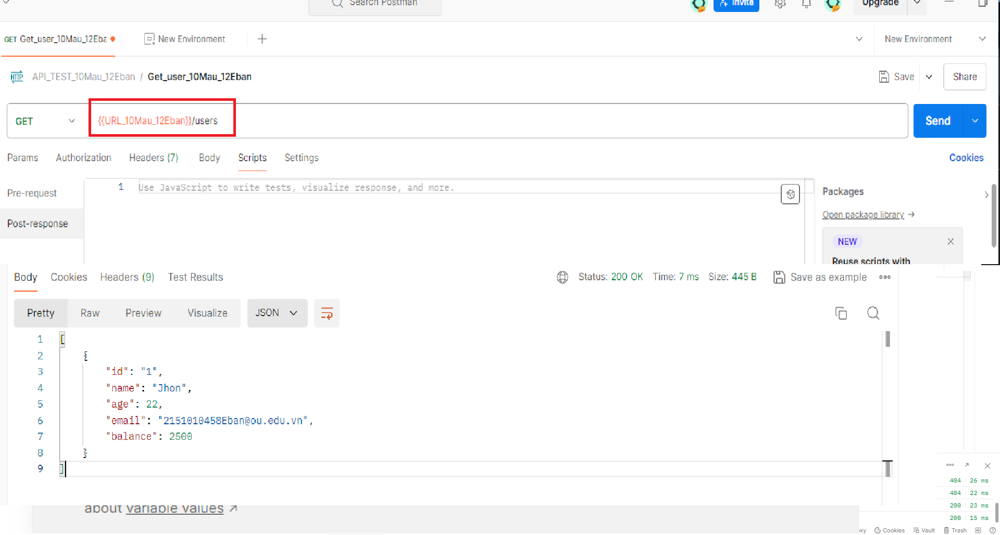 Search Postman
Invite
Upgrade
GET Get_user_10Mau_12Eba
New Environment
New Environment
HTTP API_TEST_10Mau_12Eban / Get_user_10Mau_12Eban
Save
Share
GET
{{URL_10Mau_12Eban}}/users
Send
Params Authorization Headers (7) Body Scripts Settings
Cookies
Pre-request
Post-response
1 Use JavaScript to write tests, visualize response, and more.
Packages
Open package library →
NEW
Reuse scripts with
Body Cookies Headers (9) Test Results
Status: 200 OK Time: 7 ms Size: 445 B Save as example
Pretty Raw Preview Visualize JSON
1 [
2 {
3 "id": "1",
4 "name": "Jhon",
5 "age": 22,
6 "email": "2151010458Eban@ou.edu.vn",
7 "balance": 2500
8 }
9 ]
404 26 ms
404 22 ms
200 23 ms
200 15 ms
about variable values ↗
Cookies Vault Trash